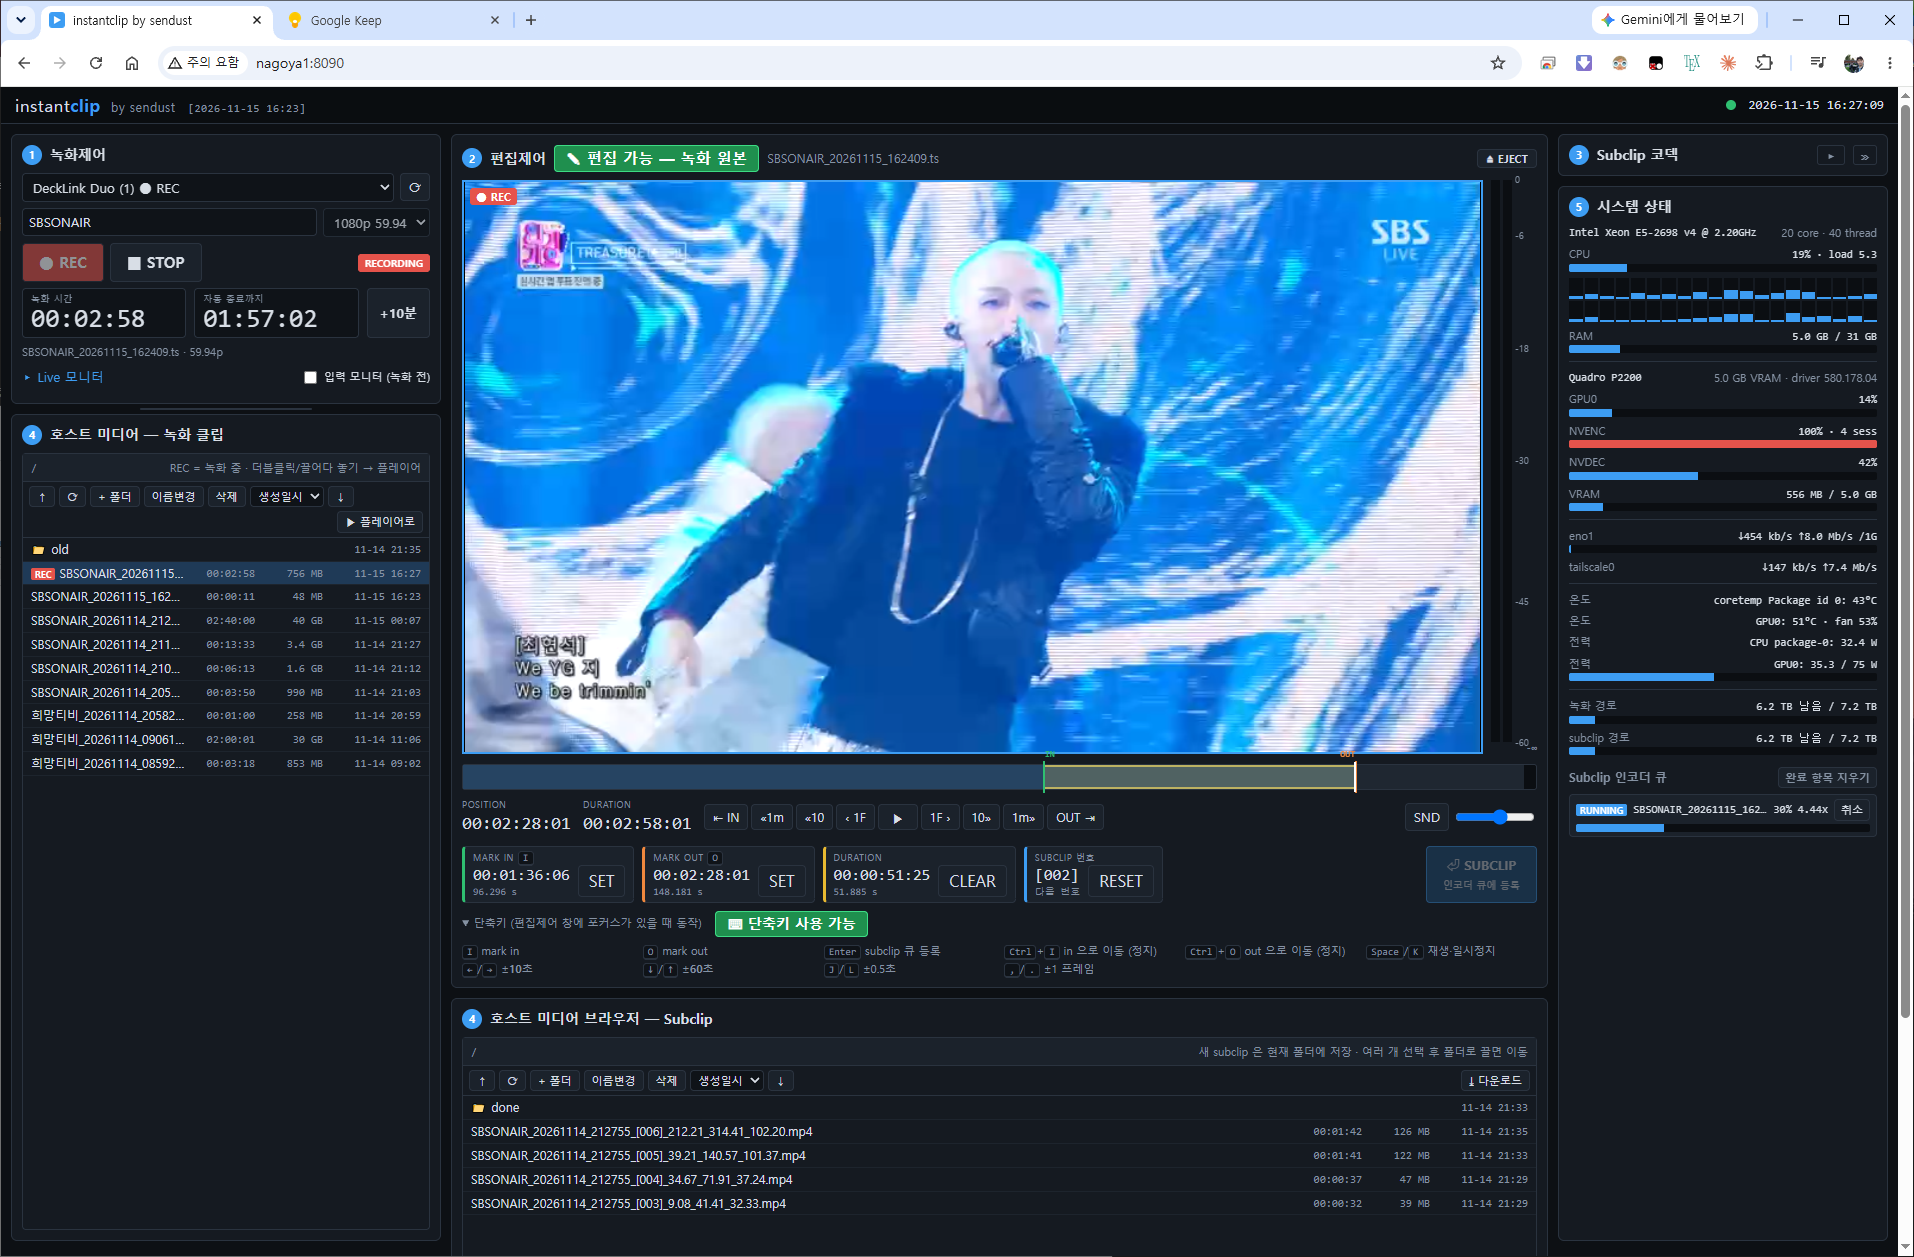 instantclip by sendust
Google Keep
Gemini에게 물어보기
주의 요함
nagoya1:8090
instantclip by sendust [2026-11-15 16:23]
2026-11-15 16:27:09
1 녹화제어
DeckLink Duo (1) ● REC
SBSONAIR
1080p 59.94
REC
STOP
RECORDING
녹화 시간
00:02:58
자동 종료까지
01:57:02
+10분
SBSONAIR_20261115_162409.ts · 59.94p
▸ Live 모니터
입력 모니터 (녹화 전)
4 호스트 미디어 — 녹화 클립
/
REC = 녹화 중 · 더블클릭/끌어다 놓기 → 플레이어
↑ ⟳ + 폴더 이름변경 삭제 생성일시 ↓
▶ 플레이어로
old 11-14 21:35
REC SBSONAIR_20261115... 00:02:58 756 MB 11-15 16:27
SBSONAIR_20261115_162... 00:00:11 48 MB 11-15 16:23
SBSONAIR_20261114_212... 02:40:00 40 GB 11-15 00:07
SBSONAIR_20261114_211... 00:13:33 3.4 GB 11-14 21:27
SBSONAIR_20261114_210... 00:06:13 1.6 GB 11-14 21:12
SBSONAIR_20261114_205... 00:03:50 990 MB 11-14 21:03
희망티비_20261114_20582... 00:01:00 258 MB 11-14 20:59
희망티비_20261114_09061... 02:00:01 30 GB 11-14 11:06
희망티비_20261114_08592... 00:03:18 853 MB 11-14 09:02
2 편집제어
편집 가능 — 녹화 원본
SBSONAIR_20261115_162409.ts
EJECT
● REC
TREASURE
SBS
LIVE
[최현석]
We YG 지
We be trimmin'
0
-6
-18
-30
-45
-60
-∞
IN
OUT
POSITION
00:02:28:01
DURATION
00:02:58:01
⇤ IN «1m «10 ‹ 1F ▶ 1F › 10» 1m» OUT ⇥
SND
MARK IN I
00:01:36:06
96.296 s
SET
MARK OUT O
00:02:28:01
148.181 s
SET
DURATION
00:00:51:25
51.885 s
CLEAR
SUBCLIP 번호
[002]
다음 번호
RESET
SUBCLIP
인코더 큐에 등록
▼ 단축키 (편집제어 창에 포커스가 있을 때 동작)
단축키 사용 가능
I mark in
O mark out
Enter subclip 큐 등록
Ctrl+I in 으로 이동 (정지)
Ctrl+O out 으로 이동 (정지)
Space/K 재생·일시정지
←/→ ±10초
↓/↑ ±60초
J/L ±0.5초
,/. ±1 프레임
4 호스트 미디어 브라우저 — Subclip
/
새 subclip 은 현재 폴더에 저장 · 여러 개 선택 후 폴더로 끌면 이동
↑ ⟳ + 폴더 이름변경 삭제 생성일시 ↓
⤓ 다운로드
done 11-14 21:33
SBSONAIR_20261114_212755_[006]_212.21_314.41_102.20.mp4 00:01:42 126 MB 11-14 21:35
SBSONAIR_20261114_212755_[005]_39.21_140.57_101.37.mp4 00:01:41 122 MB 11-14 21:33
SBSONAIR_20261114_212755_[004]_34.67_71.91_37.24.mp4 00:00:37 47 MB 11-14 21:29
SBSONAIR_20261114_212755_[003]_9.08_41.41_32.33.mp4 00:00:32 39 MB 11-14 21:29
3 Subclip 코덱
▸ »
5 시스템 상태
Intel Xeon E5-2698 v4 @ 2.20GHz 20 core · 40 thread
CPU 19% · load 5.3
RAM 5.0 GB / 31 GB
Quadro P2200 5.0 GB VRAM · driver 580.178.04
GPU0 14%
NVENC 100% · 4 sess
NVDEC 42%
VRAM 556 MB / 5.0 GB
eno1 ↓454 kb/s ↑8.0 Mb/s /1G
tailscale0 ↓147 kb/s ↑7.4 Mb/s
온도 coretemp Package id 0: 43°C
온도 GPU0: 51°C · fan 53%
전력 CPU package-0: 32.4 W
전력 GPU0: 35.3 / 75 W
녹화 경로 6.2 TB 남음 / 7.2 TB
subclip 경로 6.2 TB 남음 / 7.2 TB
Subclip 인코더 큐
완료 항목 지우기
RUNNING SBSONAIR_20261115_162... 30% 4.44x 취소